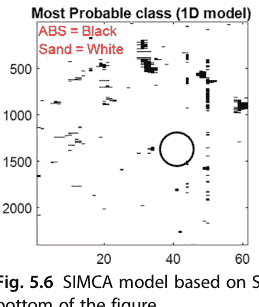 Most Probable class (1D model)
ABS = Black
Sand = White
500
1000
1500
2000
20 40 60
Fig. 5.6 SIMCA model based on S
bottom of the figure